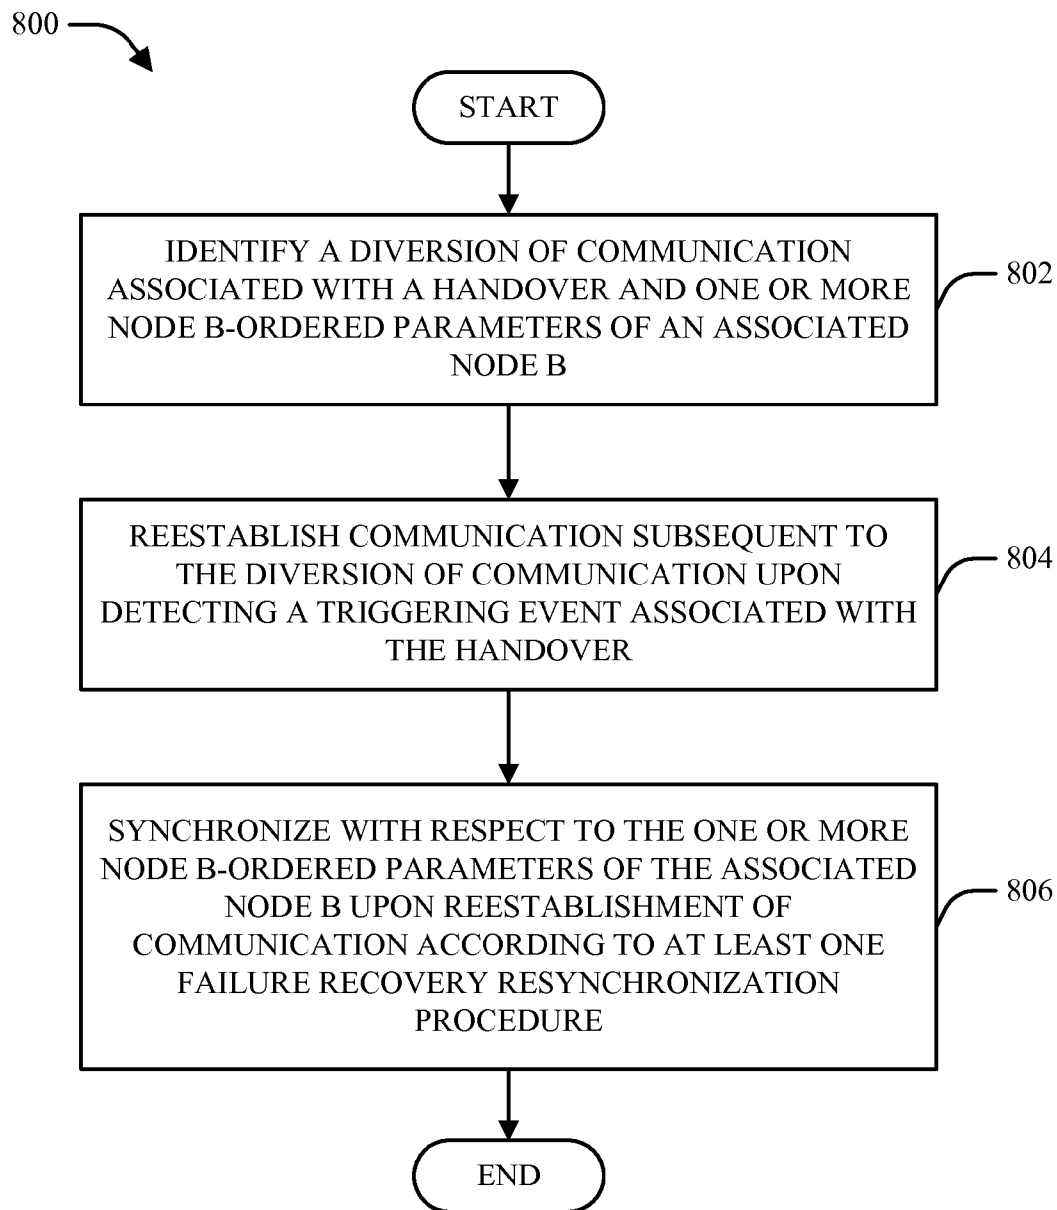 800
START
IDENTIFY A DIVERSION OF COMMUNICATION
ASSOCIATED WITH A HANDOVER AND ONE OR MORE
NODE B-ORDERED PARAMETERS OF AN ASSOCIATED
NODE B
802
REESTABLISH COMMUNICATION SUBSEQUENT TO
THE DIVERSION OF COMMUNICATION UPON
DETECTING A TRIGGERING EVENT ASSOCIATED WITH
THE HANDOVER
804
SYNCHRONIZE WITH RESPECT TO THE ONE OR MORE
NODE B-ORDERED PARAMETERS OF THE ASSOCIATED
NODE B UPON REESTABLISHMENT OF
COMMUNICATION ACCORDING TO AT LEAST ONE
FAILURE RECOVERY RESYNCHRONIZATION
PROCEDURE
806
END